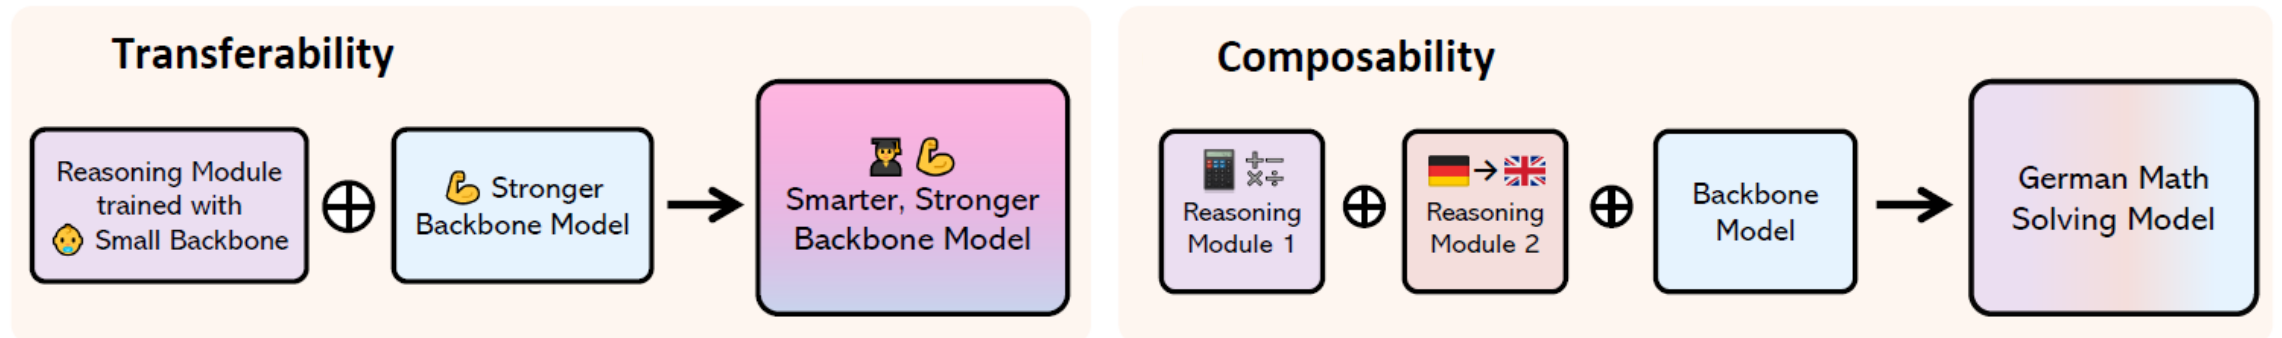 Transferability
Reasoning Module
trained with
Small Backbone
Stronger
Backbone Model
Smarter, Stronger
Backbone Model
Composability
Reasoning
Module 1
Reasoning
Module 2
Backbone
Model
German Math
Solving Model